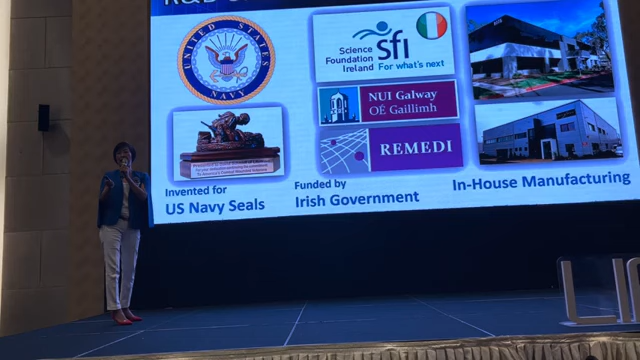 UNITED STATES
NAVY
Science
Foundation
Ireland
sfi
For what's next
NUI Galway
OÉ Gaillimh
REMEDI
Invented for
US Navy Seals
Funded by
Irish Government
In-House Manufacturing